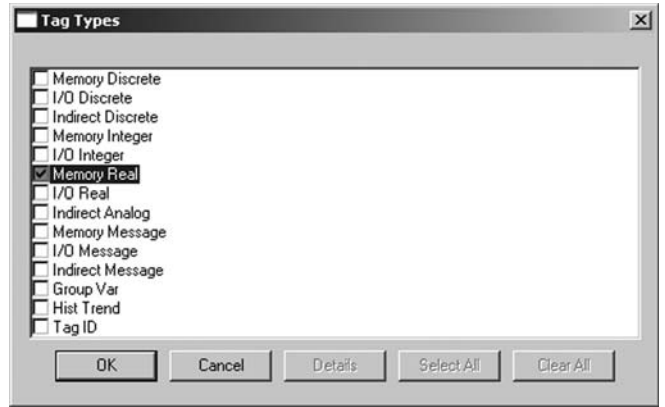 Tag Types
Memory Discrete
I/O Discrete
Indirect Discrete
Memory Integer
I/O Integer
Memory Real
I/O Real
Indirect Analog
Memory Message
I/O Message
Indirect Message
Group Var
Hist Trend
Tag ID
OK Cancel Details Select All Clear All